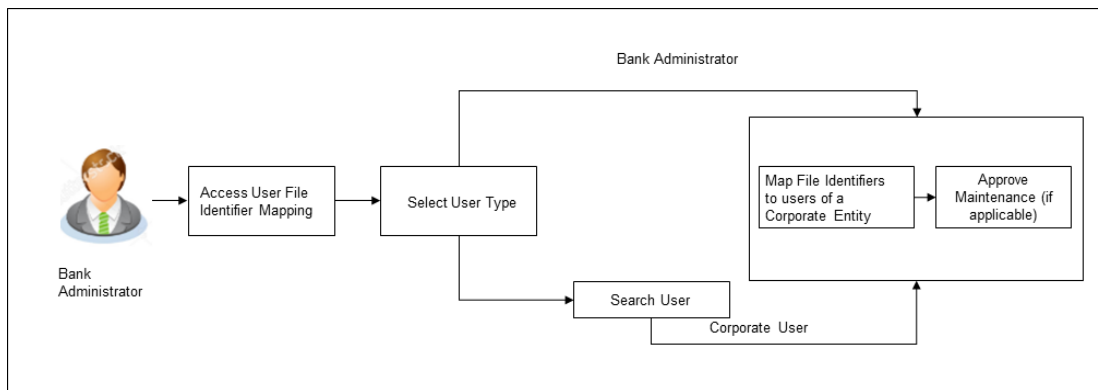 Bank Administrator
Access User File
Identifier Mapping
Select User Type
Map File Identifiers
to users of a
Corporate Entity
Approve
Maintenance (if
applicable)
Bank
Administrator
Search User
Corporate User